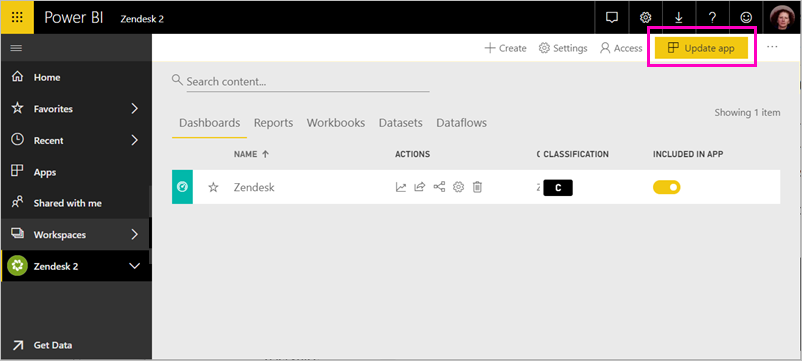 Power BI Zendesk 2
+ Create Settings Access Update app ...
Home
Favorites
Recent
Apps
Shared with me
Workspaces
Zendesk 2
Get Data
Search content...
Showing 1 item
Dashboards Reports Workbooks Datasets Dataflows
NAME ↑ ACTIONS CLASSIFICATION INCLUDED IN APP
Zendesk C